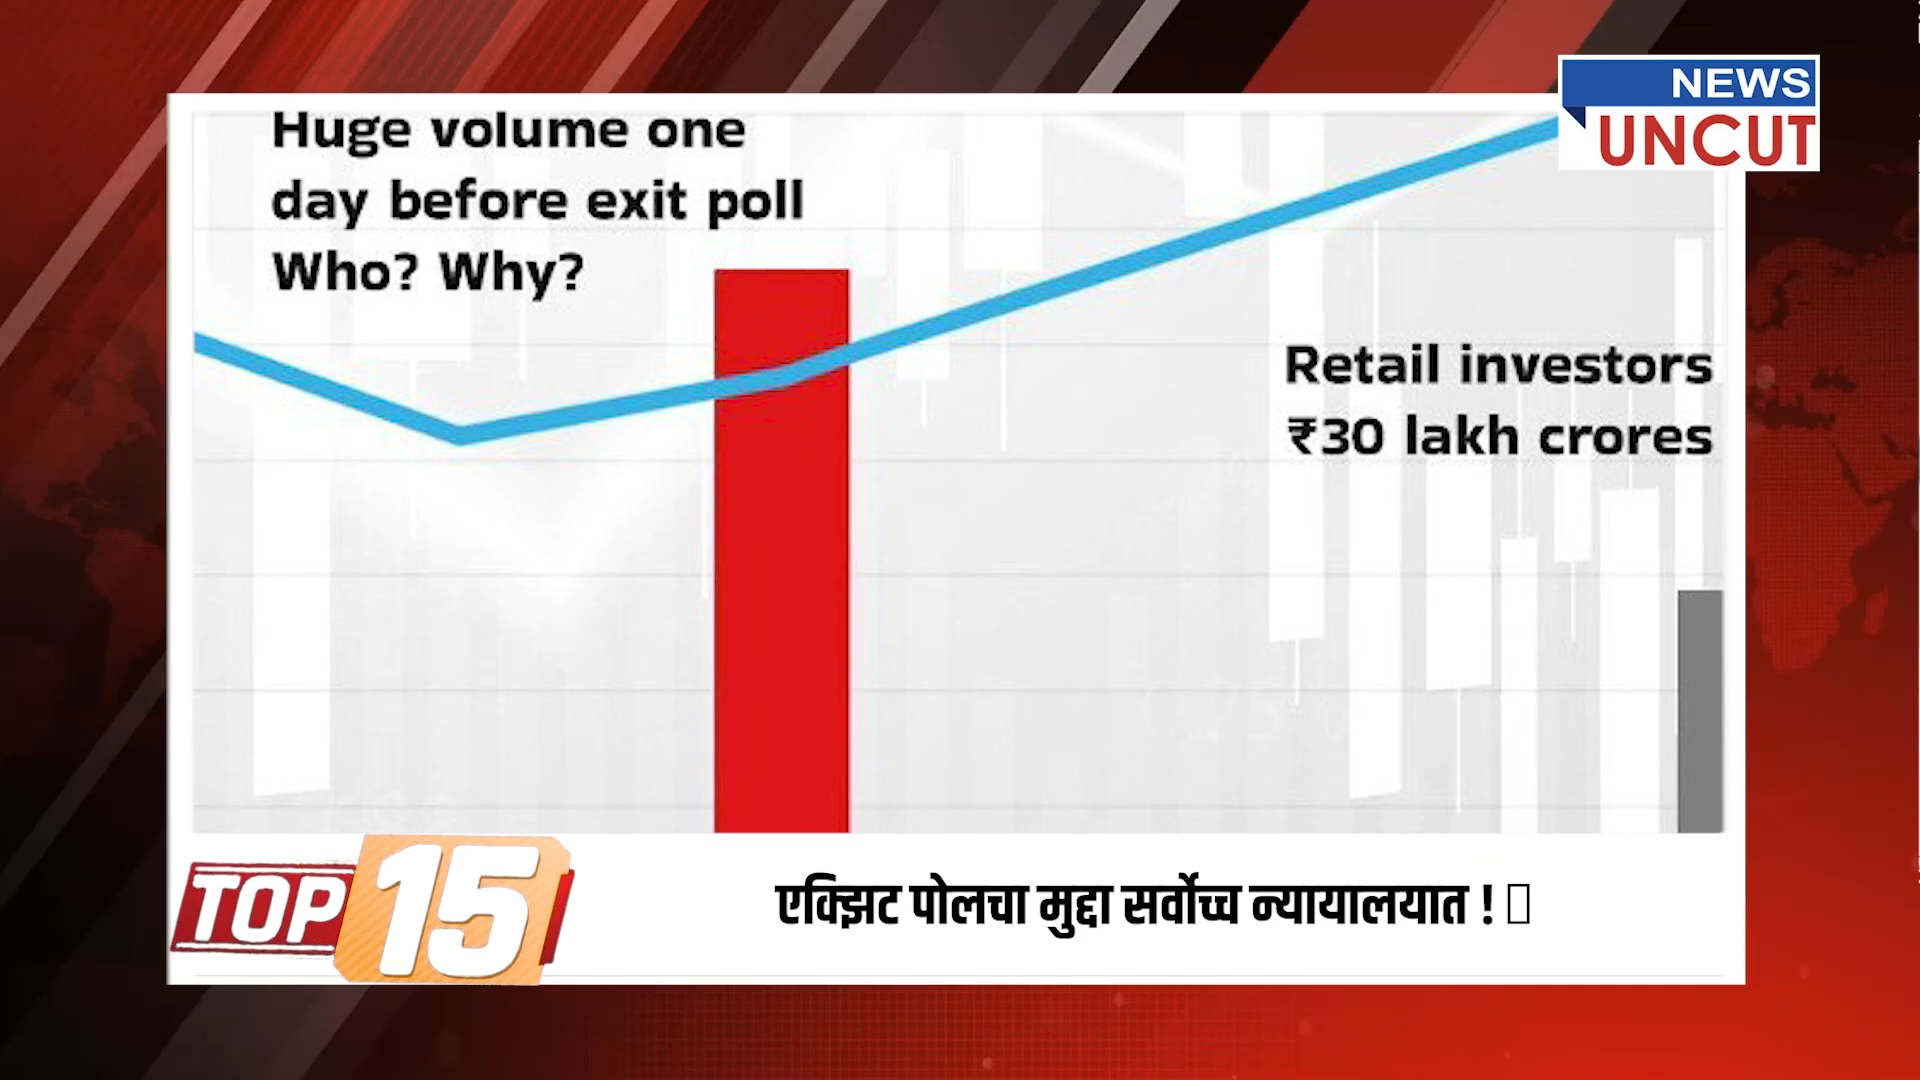 NEWS
UNCUT
Huge volume one
day before exit poll
Who? Why?
Retail investors
₹30 lakh crores
TOP 15
एक्झिट पोलचा मुद्दा सर्वोच्च न्यायालयात !